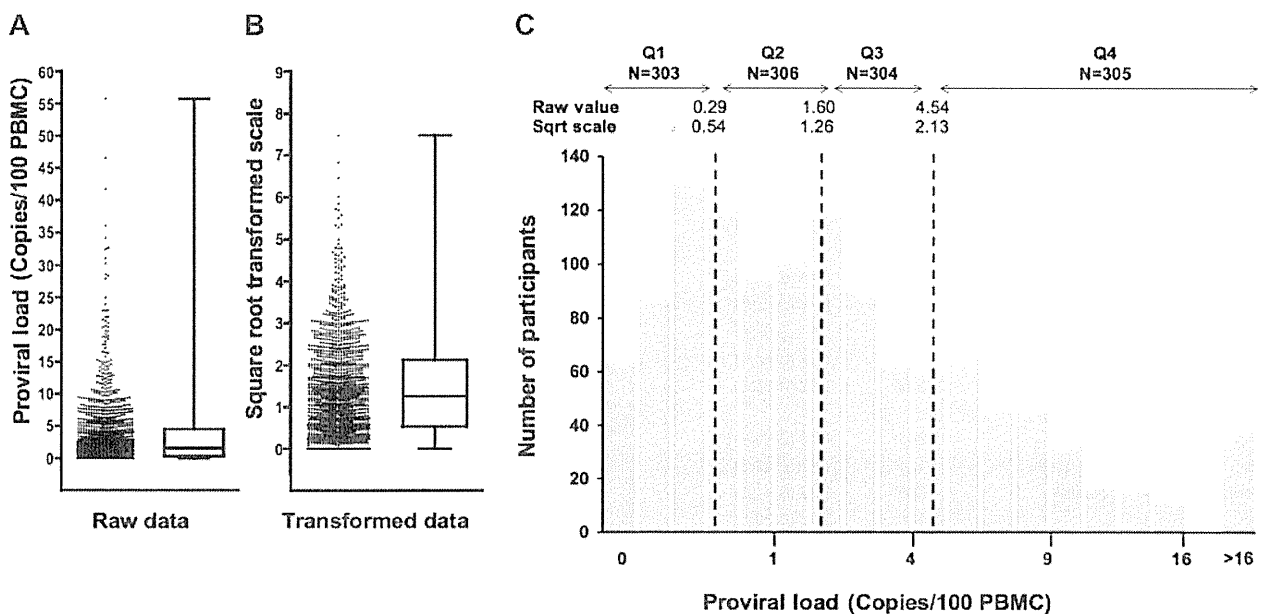 A
60
55
50
45
40
35
30
25
20
15
10
5
0
Proviral load (Copies/100 PBMC)
Raw data
B
9
8
7
6
5
4
3
2
1
0
Square root transformed scale
Transformed data
C
Q1 Q2 Q3 Q4
N=303 N=306 N=304 N=305
Raw value 0.29 1.60 4.54
Sqrt scale 0.54 1.26 2.13
140
120
100
80
60
40
20
0
Number of participants
0 1 4 9 16 >16
Proviral load (Copies/100 PBMC)